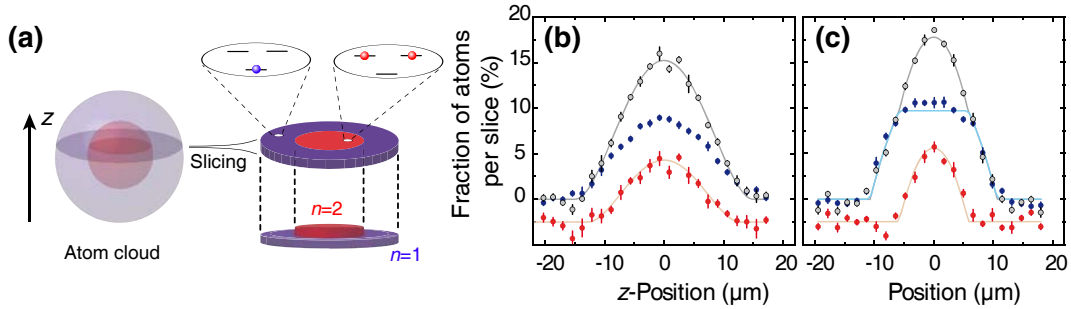 (a)
z
Slicing
Atom cloud
n=2
n=1
Fraction of atoms
per slice (%)
20
15
10
5
0
(b)
-20 -10 0 10 20
z-Position (µm)
(c)
-20 -10 0 10 20
Position (µm)